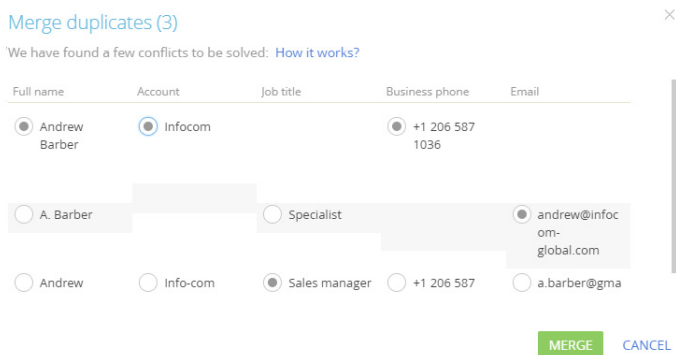 Merge duplicates (3)
We have found a few conflicts to be solved: How it works?
Full name Account Job title Business phone Email
Andrew Infocom +1 206 587
Barber 1036
A. Barber Specialist andrew@infoc
om-
global.com
Andrew Info-com Sales manager +1 206 587 a.barber@gma
MERGE CANCEL